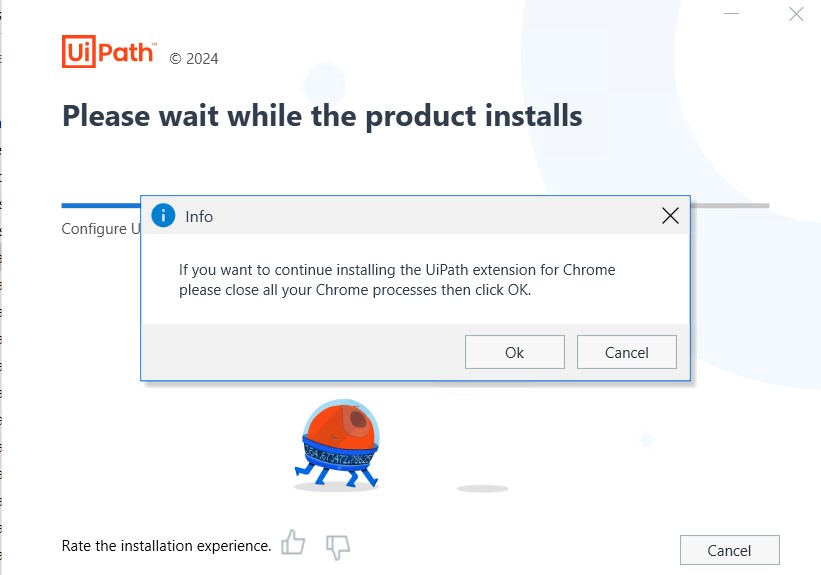 UiPath™ © 2024
Please wait while the product installs
Configure U
Info
If you want to continue installing the UiPath extension for Chrome
please close all your Chrome processes then click OK.
Ok Cancel
Rate the installation experience.
Cancel